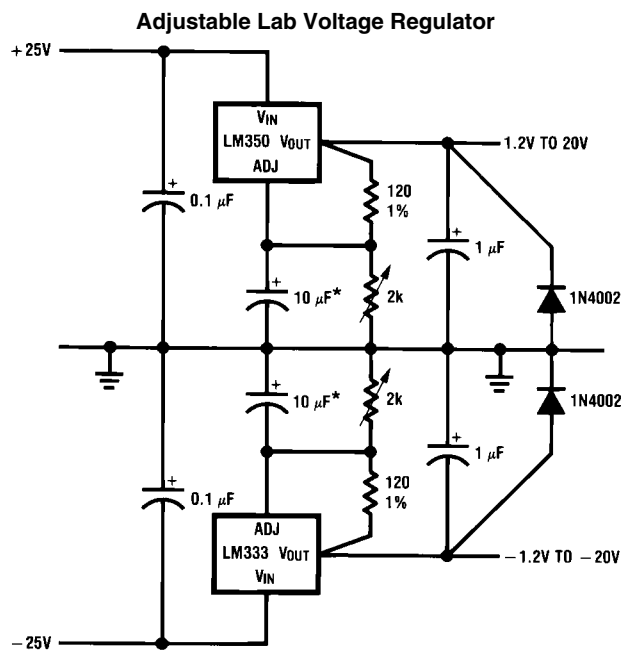 Adjustable Lab Voltage Regulator
+25V
VIN
LM350 VOUT
ADJ
1.2V TO 20V
+
0.1 μF
120
1%
+
1 μF
+
10 μF*
2k
1N4002
+
10 μF*
2k
1N4002
+
1 μF
+
0.1 μF
120
1%
ADJ
LM333 VOUT
VIN
−1.2V TO −20V
−25V